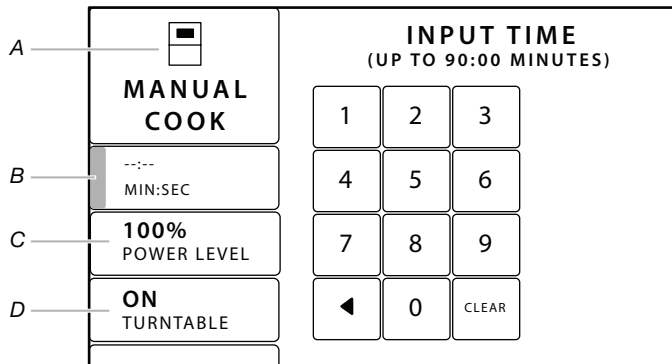 A
MANUAL
COOK
B
--:--
MIN:SEC
C
100%
POWER LEVEL
D
ON
TURNTABLE
INPUT TIME
(UP TO 90:00 MINUTES)
1 2 3
4 5 6
7 8 9
◀ 0 CLEAR